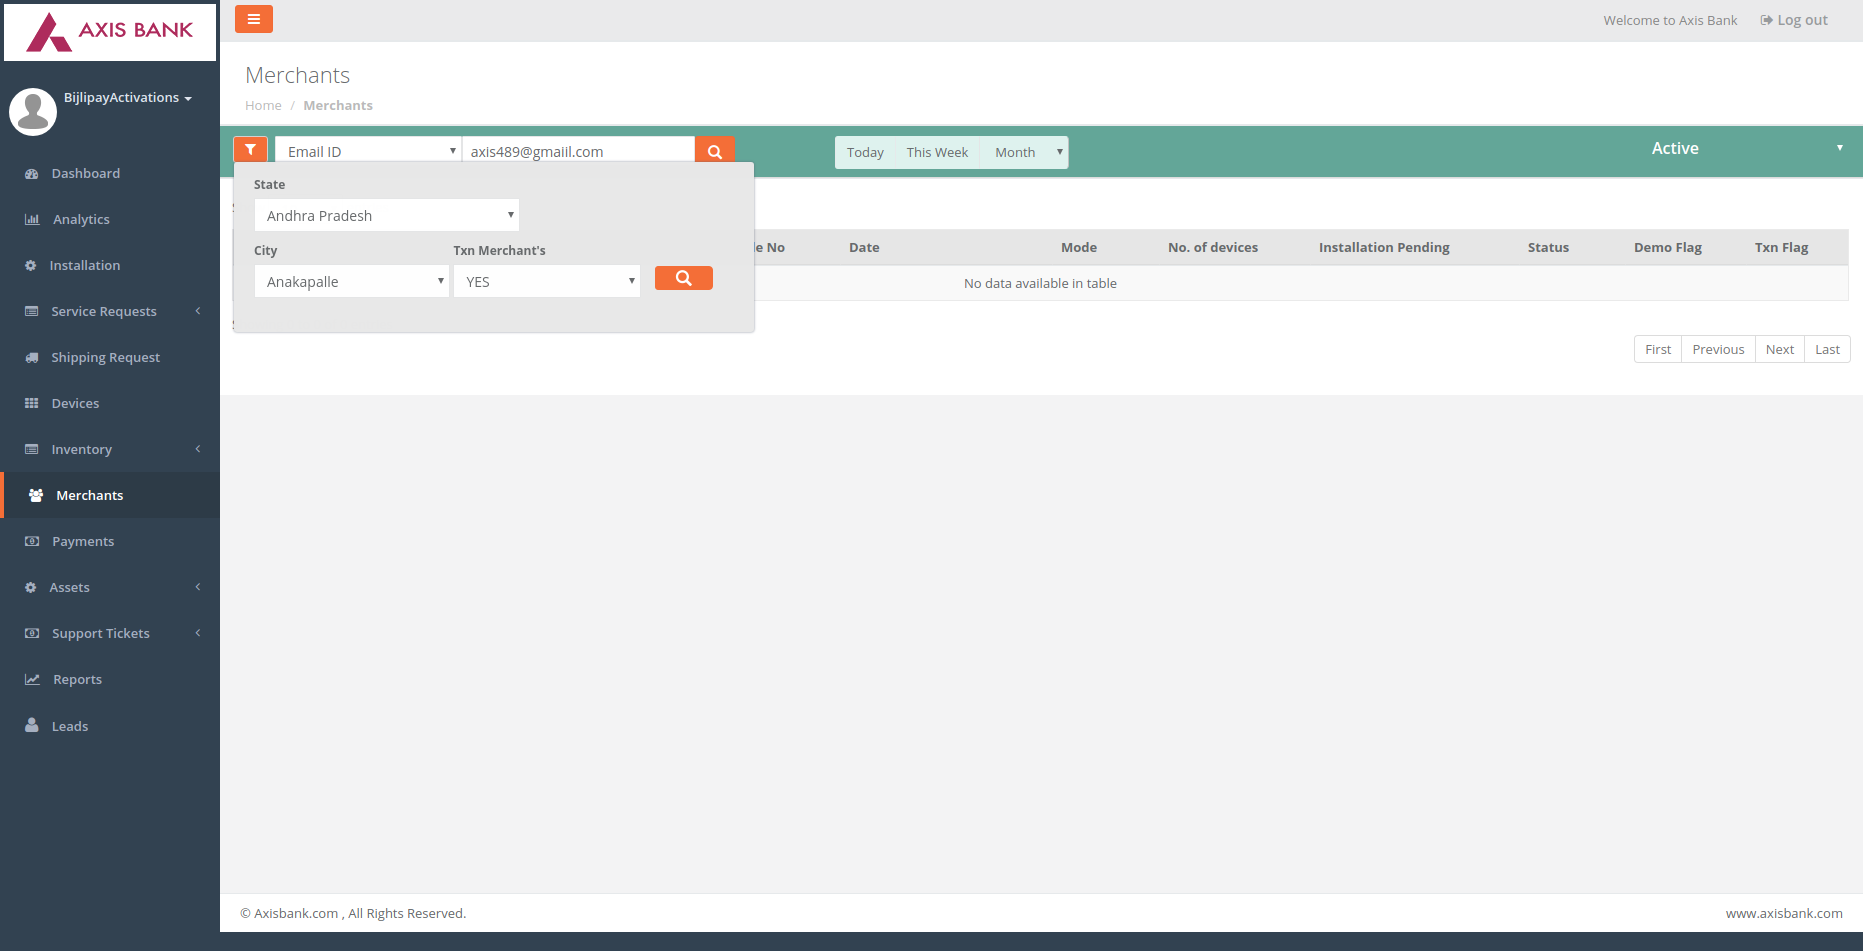 AXIS BANK
Welcome to Axis Bank
Log out
BijlipayActivations
Dashboard
Analytics
Installation
Service Requests
Shipping Request
Devices
Inventory
Merchants
Payments
Assets
Support Tickets
Reports
Leads
Merchants
Home / Merchants
Email ID
axis489@gmaiil.com
Today
This Week
Month
Active
State
Andhra Pradesh
City
Txn Merchant's
Anakapalle
YES
No
Date
Mode
No. of devices
Installation Pending
Status
Demo Flag
Txn Flag
No data available in table
First
Previous
Next
Last
© Axisbank.com , All Rights Reserved.
www.axisbank.com